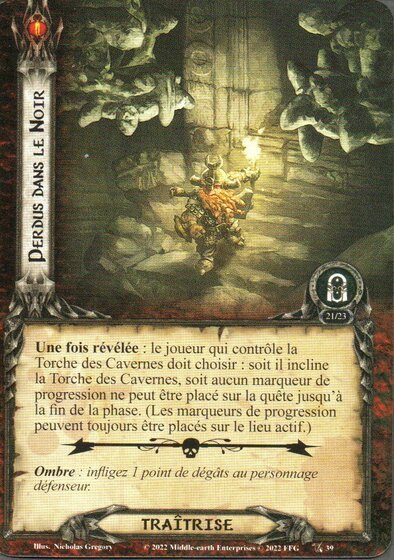 PERDUS DANS LE NOIR
21/23
Une fois révélée : le joueur qui contrôle la
Torche des Cavernes doit choisir : soit il incline
la Torche des Cavernes, soit aucun marqueur de
progression ne peut être placé sur la quête jusqu'à
la fin de la phase. (Les marqueurs de progression
peuvent toujours être placés sur le lieu actif.)
Ombre : infligez 1 point de dégâts au personnage
défenseur.
TRAÎTRISE
Illus. Nicholas Gregory © 2022 Middle-earth Enterprises © 2022 FFG 39